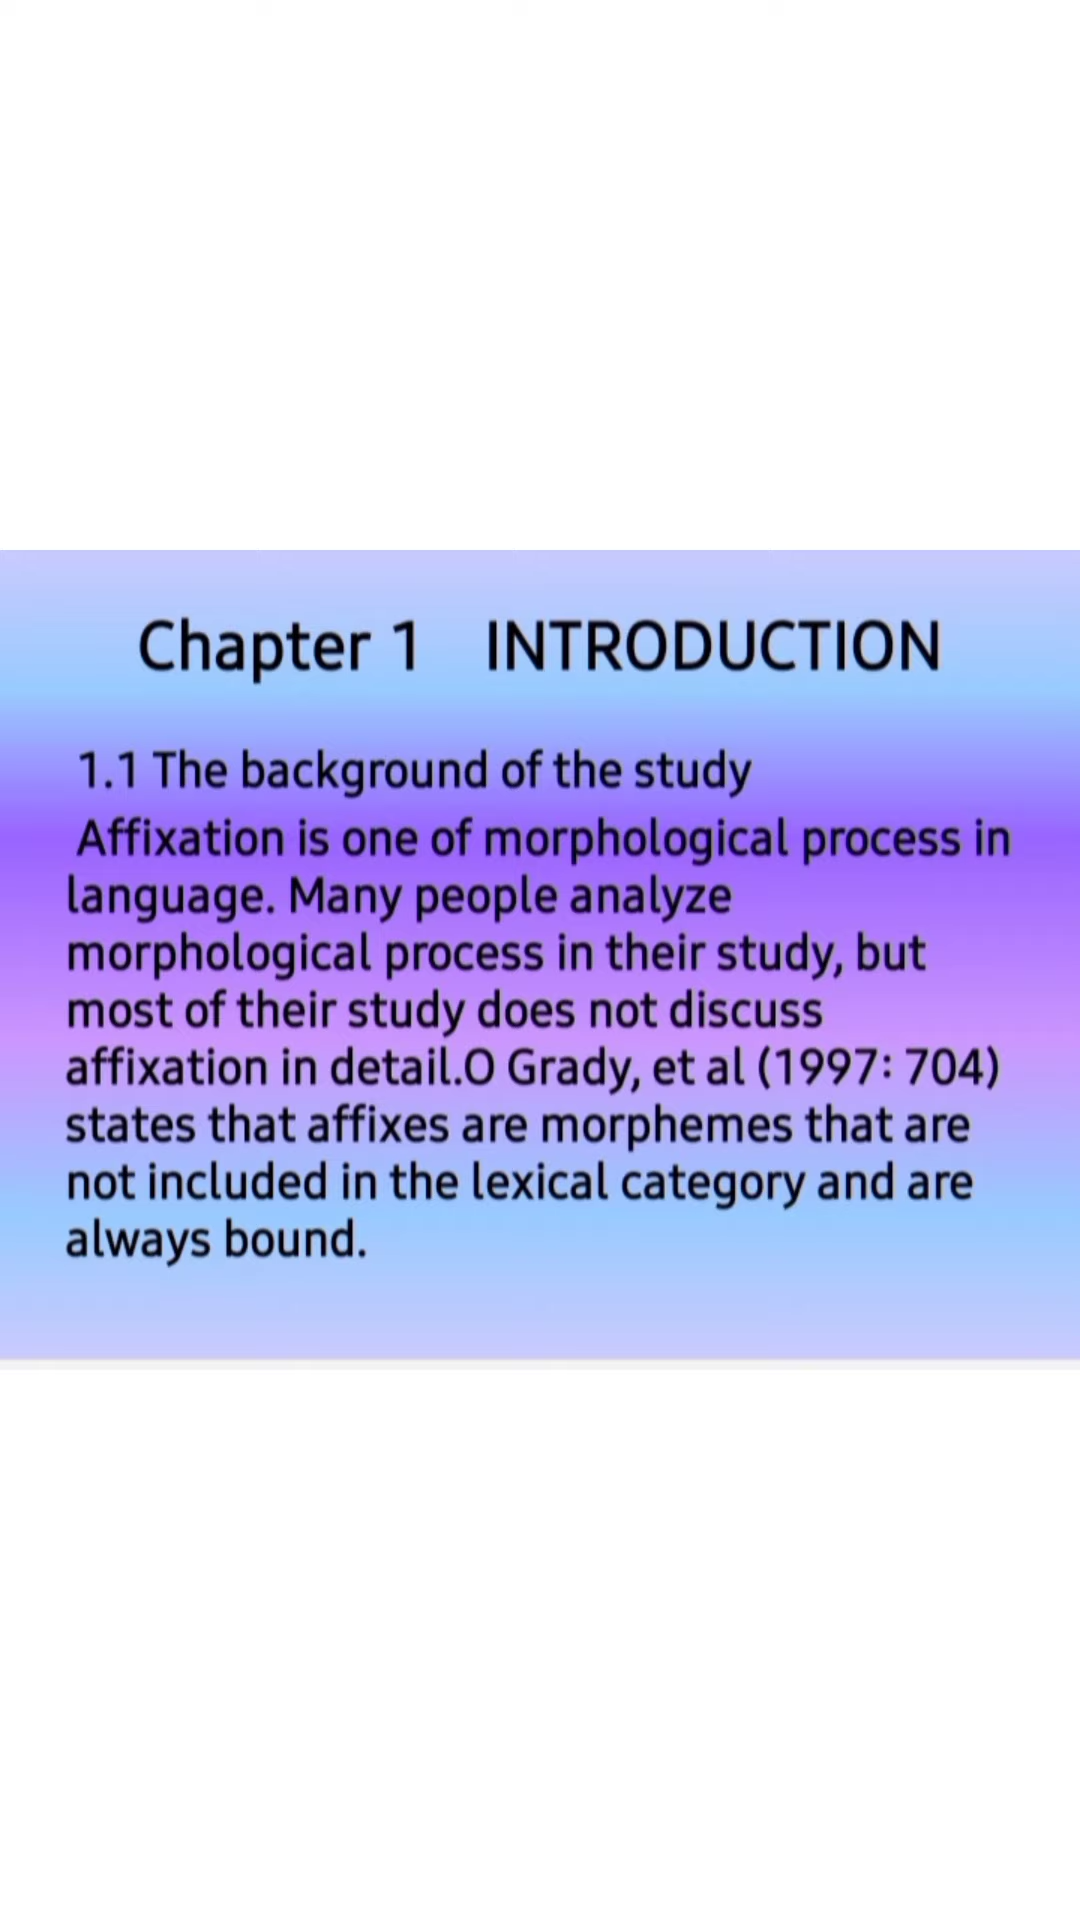 Chapter 1 INTRODUCTION
1.1 The background of the study
Affixation is one of morphological process in
language. Many people analyze
morphological process in their study, but
most of their study does not discuss
affixation in detail.O Grady, et al (1997: 704)
states that affixes are morphemes that are
not included in the lexical category and are
always bound.